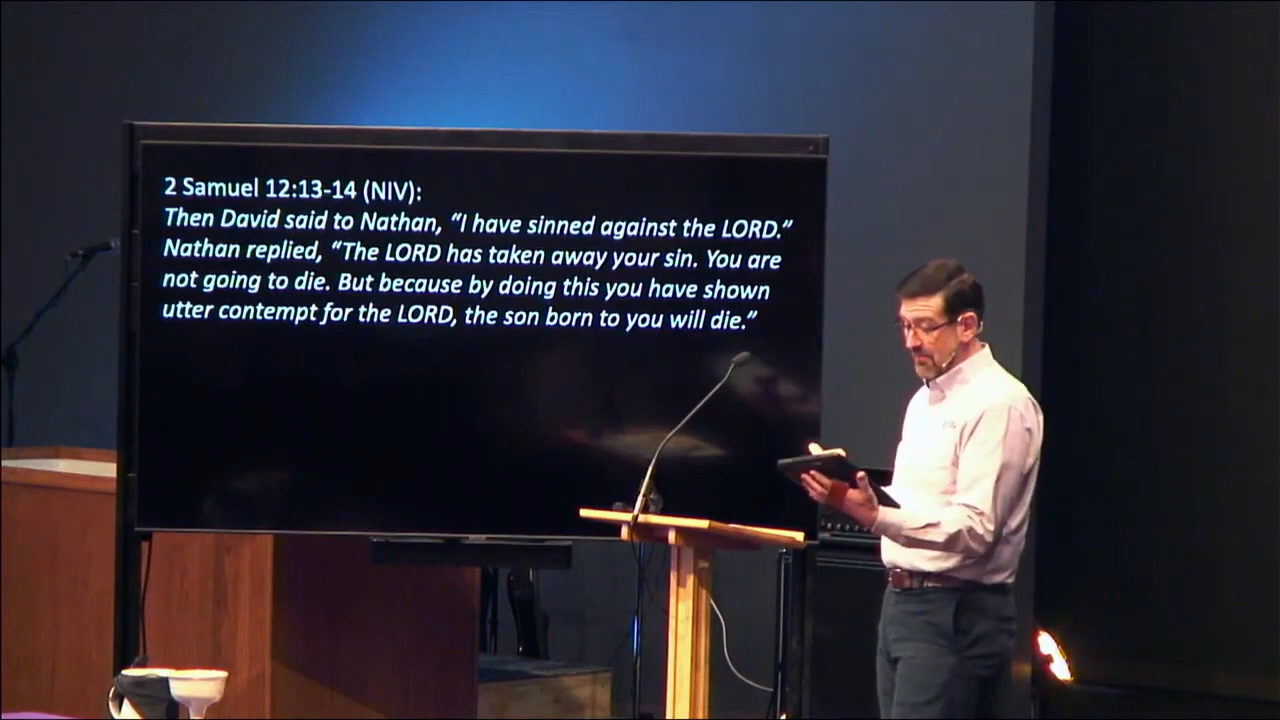 2 Samuel 12:13-14 (NIV):
Then David said to Nathan, “I have sinned against the LORD.”
Nathan replied, “The LORD has taken away your sin. You are
not going to die. But because by doing this you have shown
utter contempt for the LORD, the son born to you will die.”